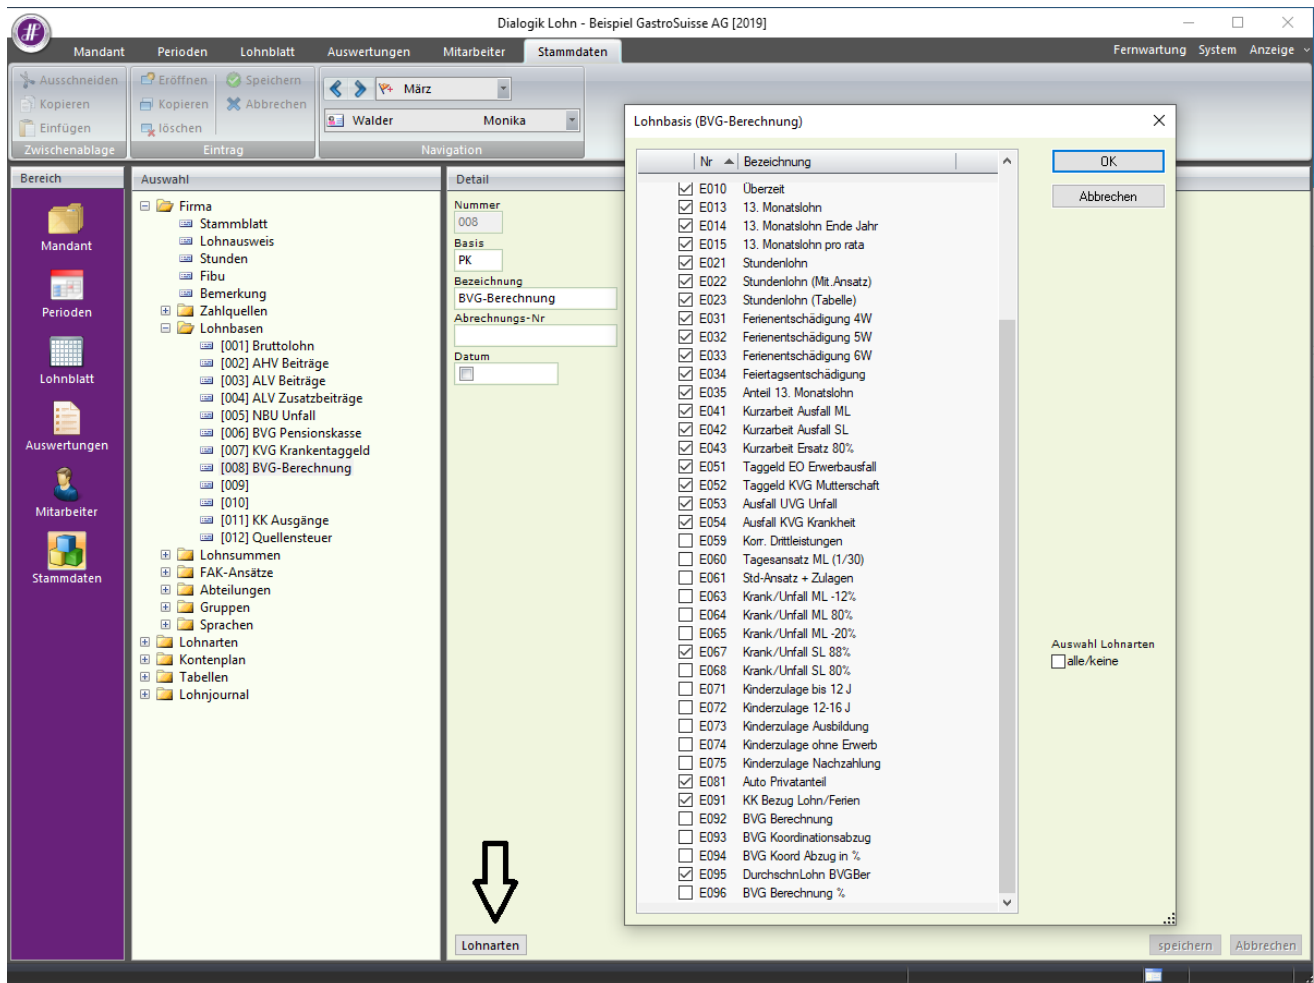 Dialogik Lohn - Beispiel GastroSuisse AG [2019]
Mandant Perioden Lohnblatt Auswertungen Mitarbeiter Stammdaten Fernwartung System Anzeige
Ausschneiden Eröffnen Speichern
Kopieren Kopieren Abbrechen
Einfügen löschen
März
Walder Monika
Zwischenablage Eintrag Navigation
Bereich
Mandant
Perioden
Lohnblatt
Auswertungen
Mitarbeiter
Stammdaten
Auswahl
Firma
Stammblatt
Lohnausweis
Stunden
Fibu
Bemerkung
Zahlquellen
Lohnbasen
[001] Bruttolohn
[002] AHV Beiträge
[003] ALV Beiträge
[004] ALV Zusatzbeiträge
[005] NBU Unfall
[006] BVG Pensionskasse
[007] KVG Krankentaggeld
[008] BVG-Berechnung
[009]
[010]
[011] KK Ausgänge
[012] Quellensteuer
Lohnsummen
FAK-Ansätze
Abteilungen
Gruppen
Sprachen
Lohnarten
Kontenplan
Tabellen
Lohnjournal
Detail
Nummer
008
Basis
PK
Bezeichnung
BVG-Berechnung
Abrechnungs-Nr
Datum
Lohnarten
Lohnbasis (BVG-Berechnung)
Nr Bezeichnung
E010 Überzeit
E013 13. Monatslohn
E014 13. Monatslohn Ende Jahr
E015 13. Monatslohn pro rata
E021 Stundenlohn
E022 Stundenlohn (Mit.Ansatz)
E023 Stundenlohn (Tabelle)
E031 Ferienentschädigung 4W
E032 Ferienentschädigung 5W
E033 Ferienentschädigung 6W
E034 Feiertagsentschädigung
E035 Anteil 13. Monatslohn
E041 Kurzarbeit Ausfall ML
E042 Kurzarbeit Ausfall SL
E043 Kurzarbeit Ersatz 80%
E051 Taggeld EO Erwerbausfall
E052 Taggeld KVG Mutterschaft
E053 Ausfall UVG Unfall
E054 Ausfall KVG Krankheit
E059 Korr. Drittleistungen
E060 Tagesansatz ML (1/30)
E061 Std-Ansatz + Zulagen
E063 Krank/Unfall ML -12%
E064 Krank/Unfall ML 80%
E065 Krank/Unfall ML -20%
E067 Krank/Unfall SL 88%
E068 Krank/Unfall SL 80%
E071 Kinderzulage bis 12 J
E072 Kinderzulage 12-16 J
E073 Kinderzulage Ausbildung
E074 Kinderzulage ohne Erwerb
E075 Kinderzulage Nachzahlung
E081 Auto Privatanteil
E091 KK Bezug Lohn/Ferien
E092 BVG Berechnung
E093 BVG Koordinationsabzug
E094 BVG Koord Abzug in %
E095 DurchschnLohn BVGBer
E096 BVG Berechnung %
OK
Abbrechen
Auswahl Lohnarten
alle/keine
speichern Abbrechen